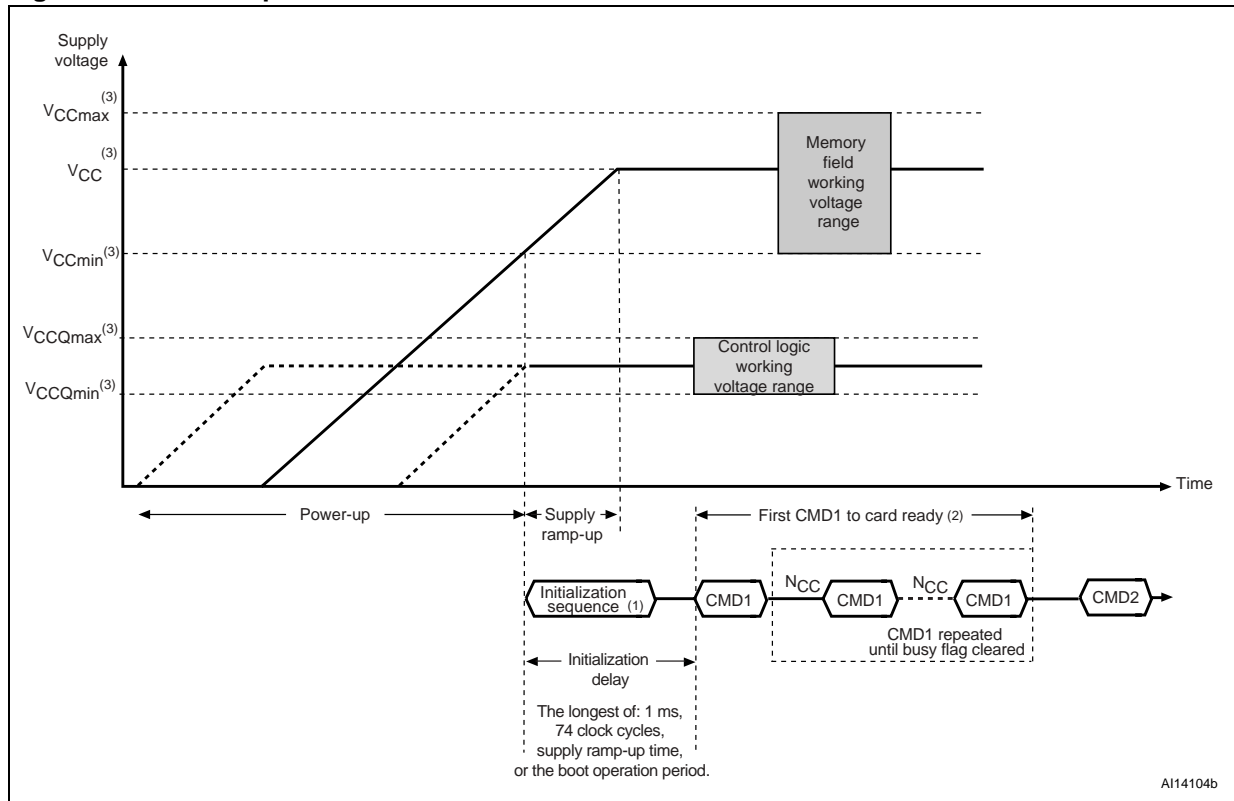 Supply
voltage
VCCmax(3)
VCC(3)
VCCmin(3)
VCCQmax(3)
VCCQmin(3)
Memory
field
working
voltage
range
Control logic
working
voltage range
Time
Power-up
Supply
ramp-up
First CMD1 to card ready (2)
Initialization
sequence (1)
CMD1
NCC
CMD1
NCC
CMD1
CMD2
CMD1 repeated
until busy flag cleared
Initialization
delay
The longest of: 1 ms,
74 clock cycles,
supply ramp-up time,
or the boot operation period.
AI14104b